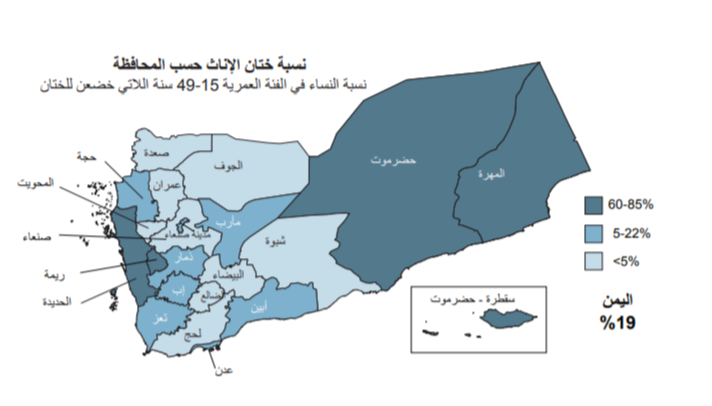 نسبة ختان الإناث حسب المحافظة
نسبة النساء في الفئة العمرية 15-49 سنة اللاتي خضعن للختان
صعدة
حجة
الجوف
حضرموت
المهرة
عمران
المحويت
مأرب
مدينة صنعاء
صنعاء
شبوة
ذمار
ريمة
البيضاء
الحديدة
إب
الضالع
أبين
تعز
لحج
عدن
60-85%
5-22%
<5%
سقطرة - حضرموت
اليمن
%19